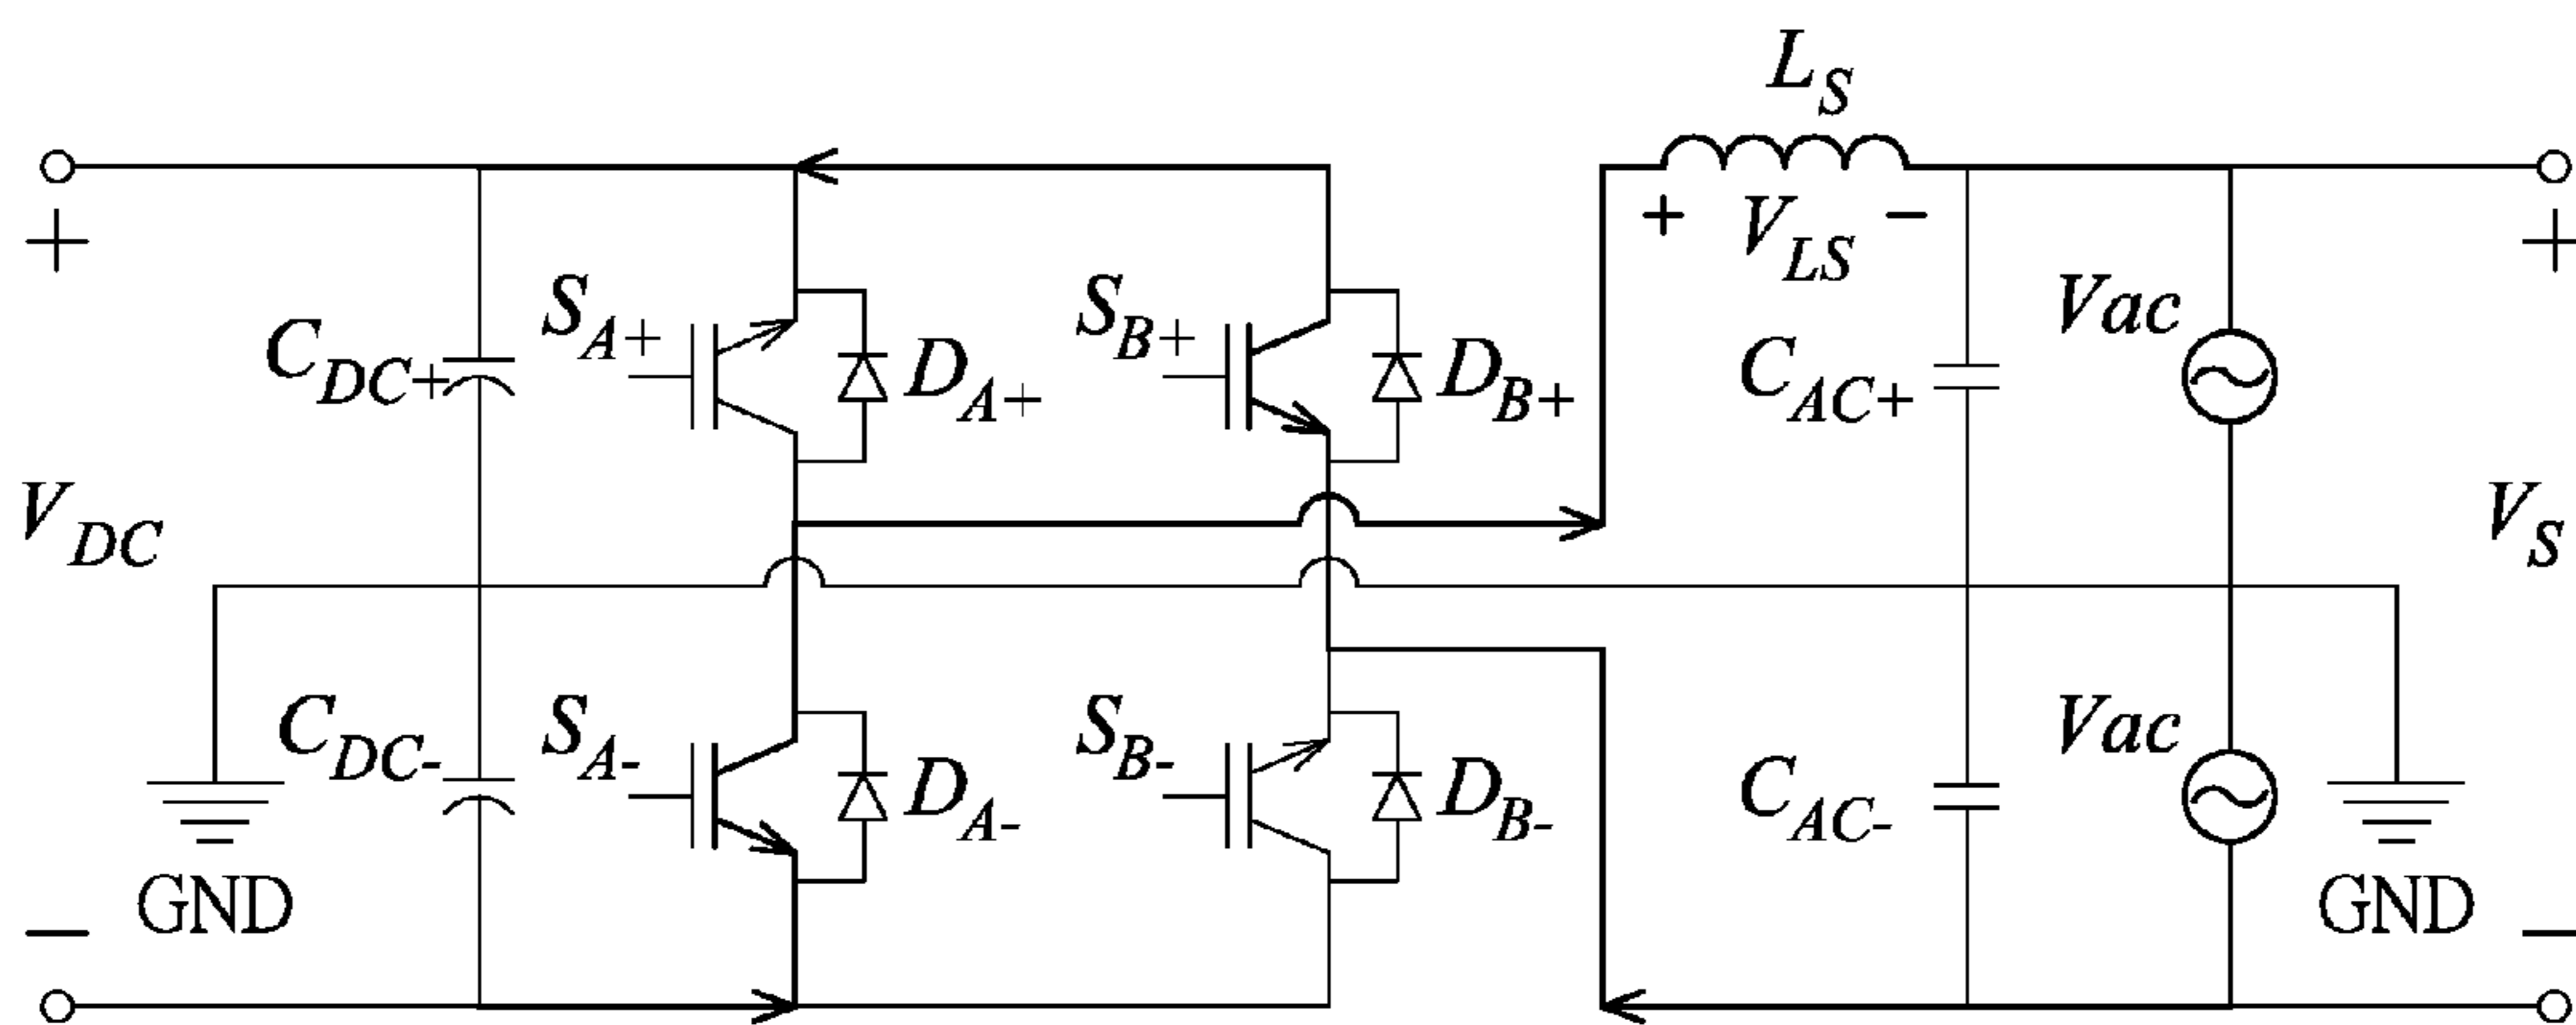 L_S
+ V_LS −
+ +
S_A+ S_B+ Vac
C_DC+ D_A+ D_B+ C_AC+
V_DC V_S
S_A- S_B- Vac
C_DC- D_A- D_B- C_AC-
GND GND
− −